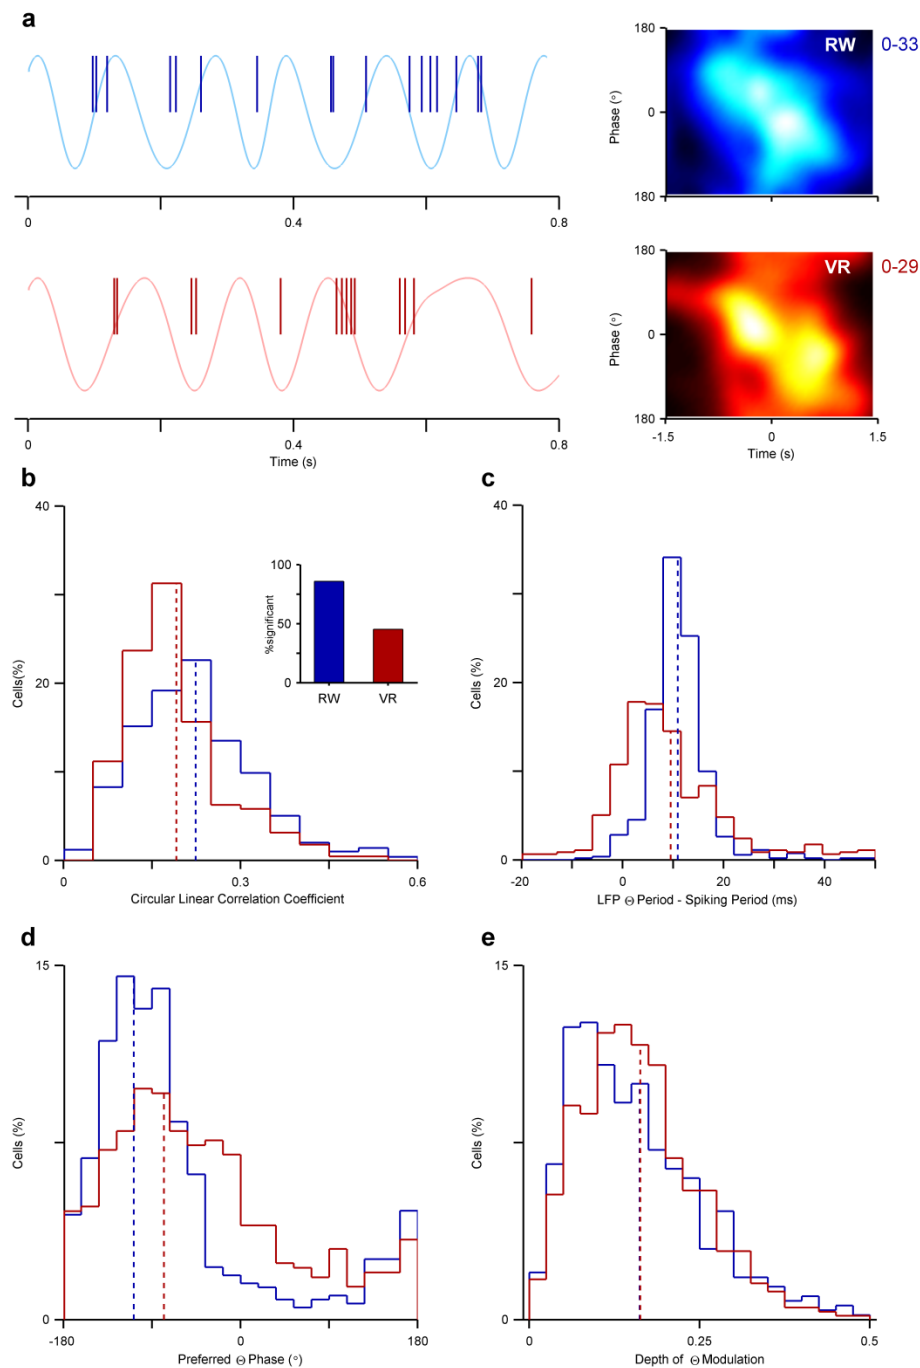 a
180
RW
0-33
Phase (°)
0
180
0
0.4
0.8
180
VR
0-29
Phase (°)
0
180
-1.5
0
1.5
Time (s)
0
0.4
0.8
Time (s)
b
40
Cells(%)
20
0
0
0.3
0.6
Circular Linear Correlation Coefficient
100
%significant
50
0
RW
VR
c
40
Cells (%)
20
0
-20
0
20
40
LFP Θ Period - Spiking Period (ms)
d
15
Cells (%)
0
-180
0
180
Preferred Θ Phase (°)
e
15
Cells (%)
0
0
0.25
0.5
Depth of Θ Modulation